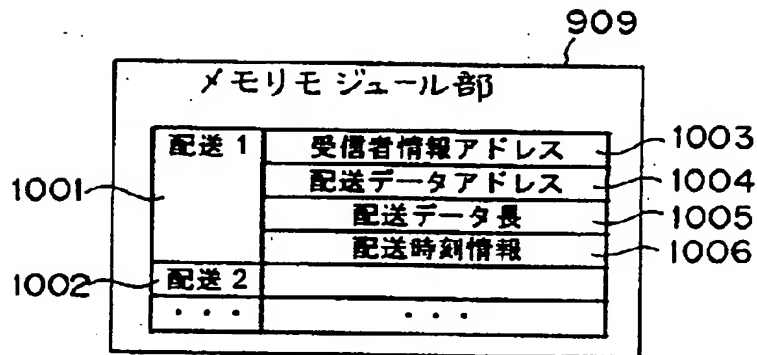 909
メモリモジュール部
配送1 受信者情報アドレス 1003
1001 配送データアドレス 1004
配送データ長 1005
配送時刻情報 1006
1002 配送2
・・・ ・・・